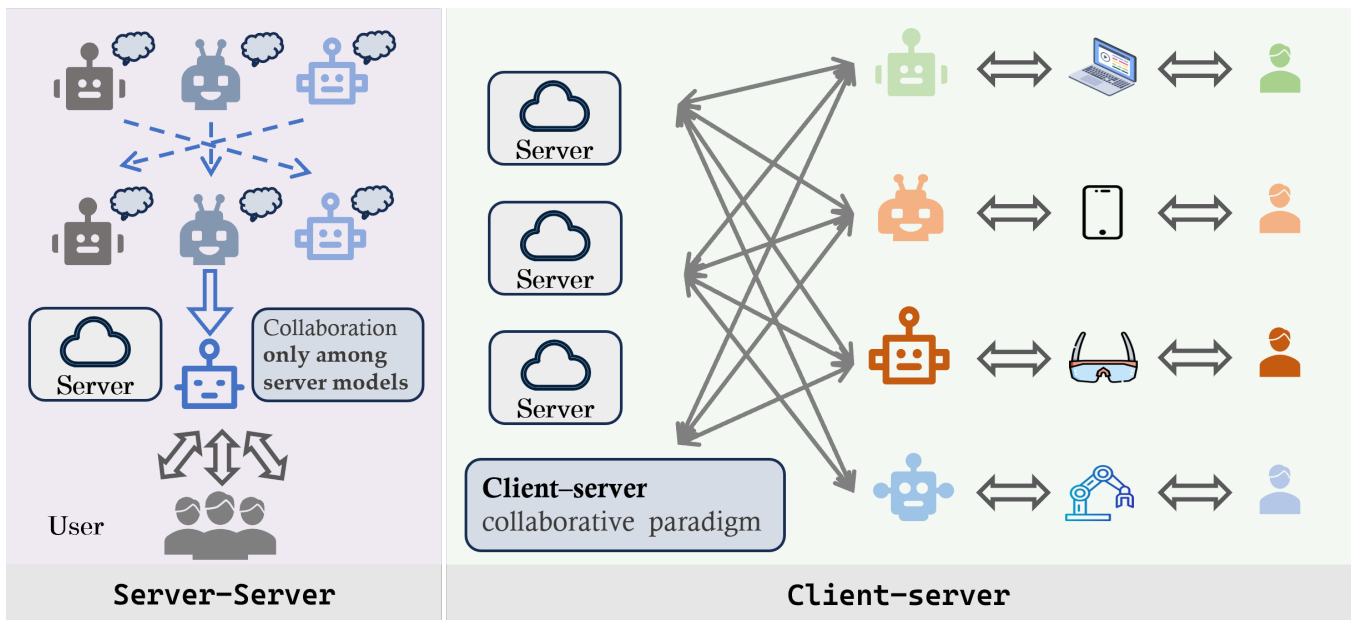 Server
Collaboration
only among
server models
User
Server-Server
Server
Server
Server
Client–server
collaborative paradigm
Client-server